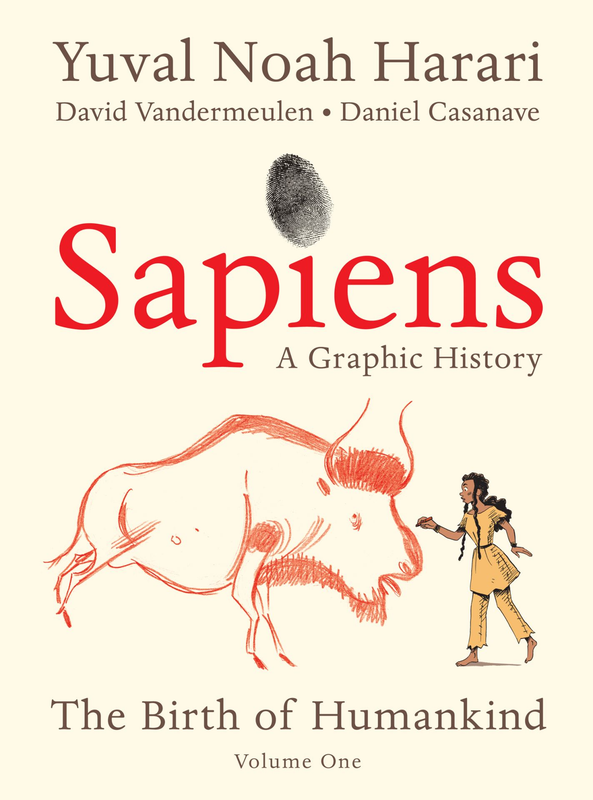 Yuval Noah Harari
David Vandermeulen • Daniel Casanave
Sapiens
A Graphic History
The Birth of Humankind
Volume One